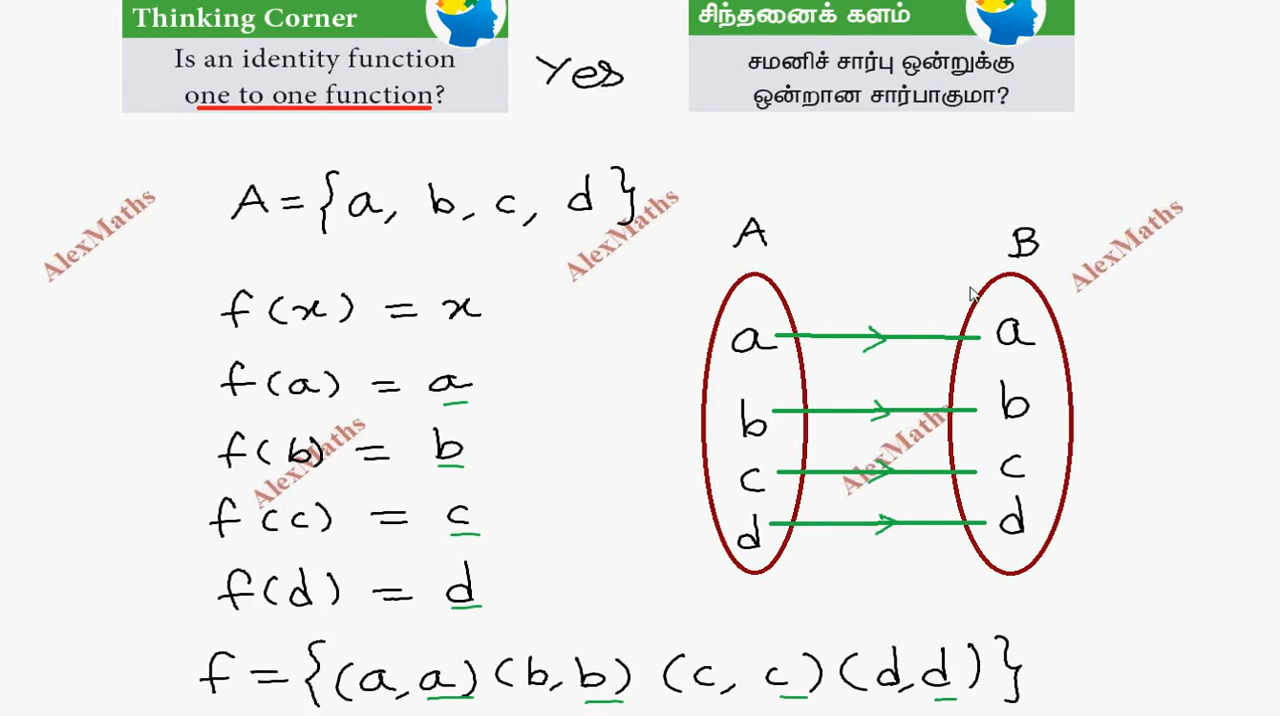 Thinking Corner
Is an identity function
one to one function?
Yes
சிந்தனைக் களம்
சமனிச் சார்பு ஒன்றுக்கு
ஒன்றான சார்பாகுமா?
A = {a, b, c, d}
AlexMaths
AlexMaths
AlexMaths
A
B
f(x) = x
f(a) = a
f(b) = b
f(c) = c
f(d) = d
AlexMaths
AlexMaths
a
a
b
b
c
c
d
d
f = {(a,a) (b,b) (c, c) (d,d)}